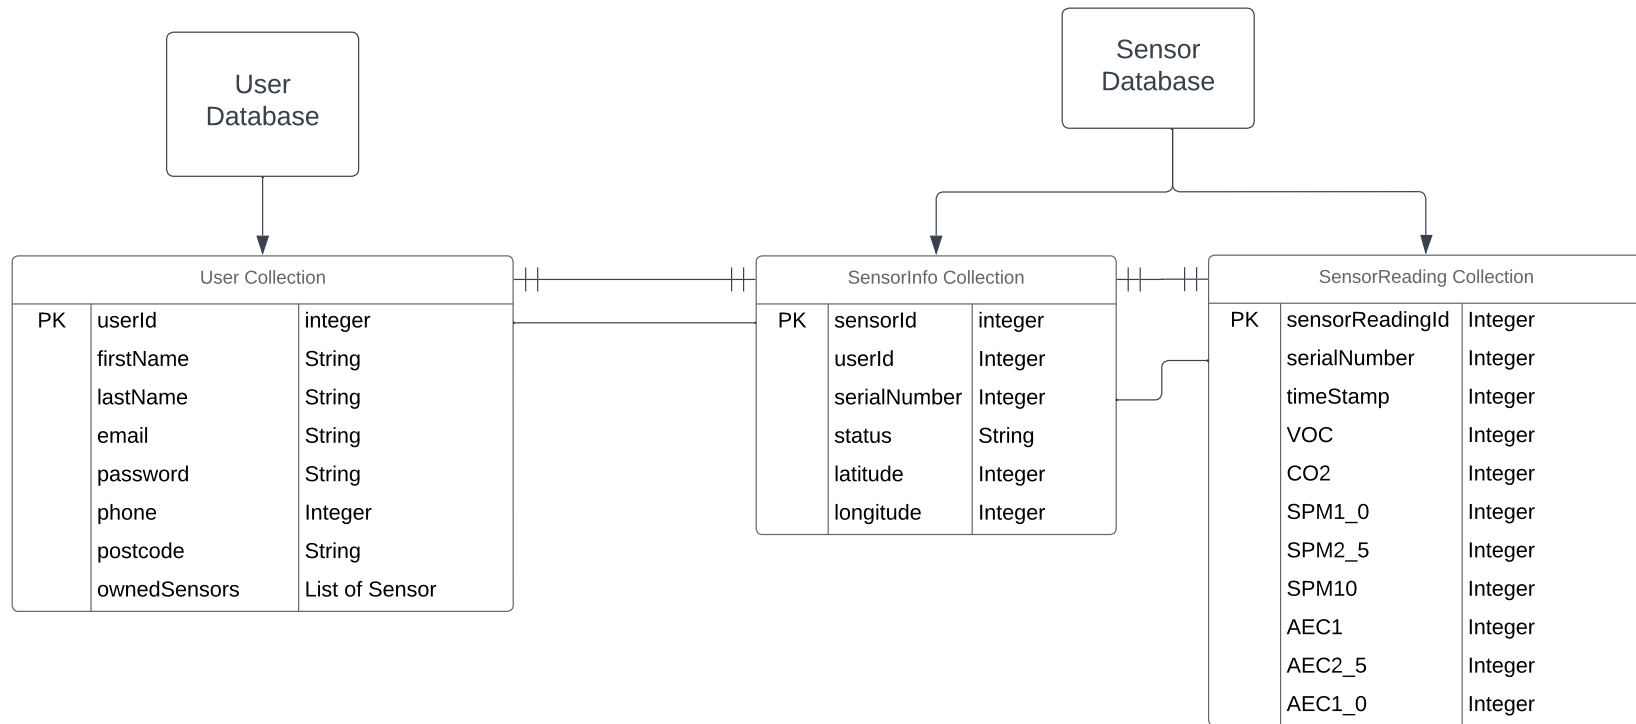 User
Database
Sensor
Database
User Collection
PK userId integer
firstName String
lastName String
email String
password String
phone Integer
postcode String
ownedSensors List of Sensor
SensorInfo Collection
PK sensorId integer
userId Integer
serialNumber Integer
status String
latitude Integer
longitude Integer
SensorReading Collection
PK sensorReadingId Integer
serialNumber Integer
timeStamp Integer
VOC Integer
CO2 Integer
SPM1_0 Integer
SPM2_5 Integer
SPM10 Integer
AEC1 Integer
AEC2_5 Integer
AEC1_0 Integer